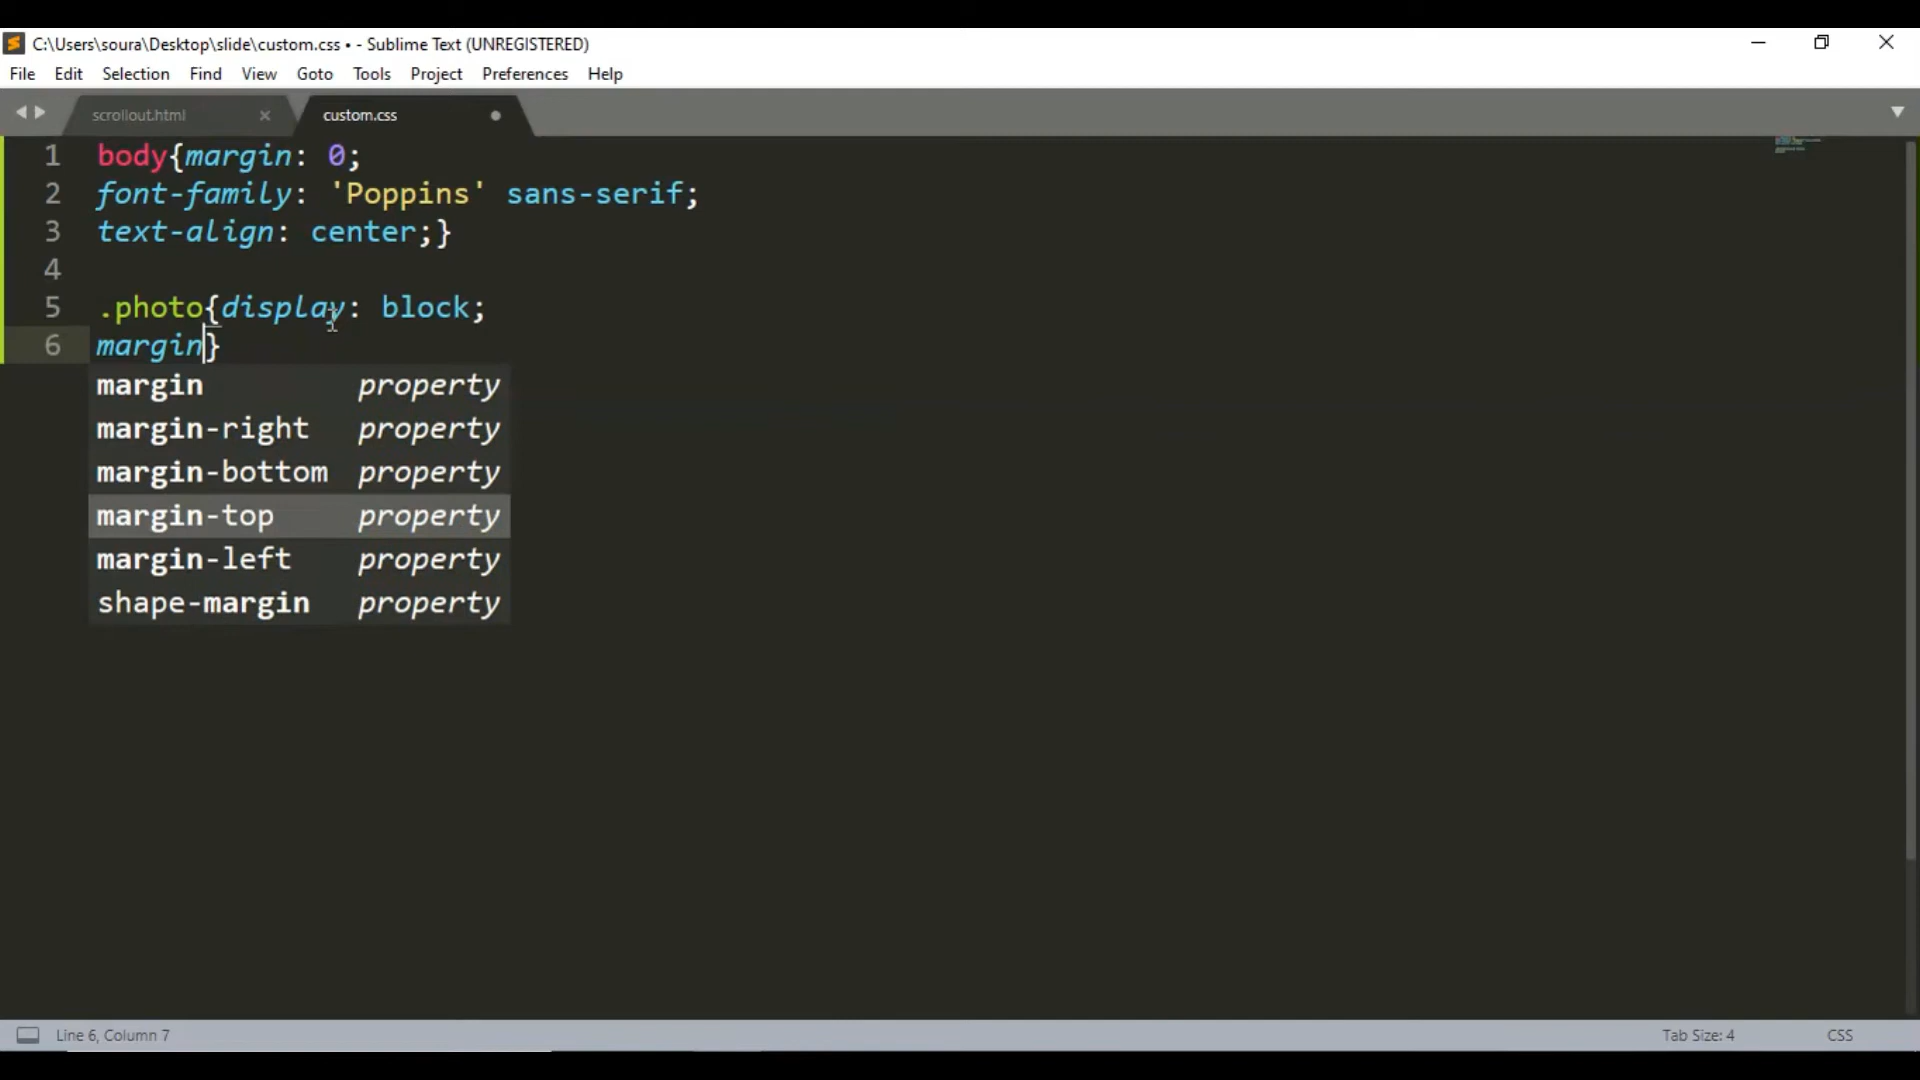 C:\Users\soura\Desktop\slide\custom.css • - Sublime Text (UNREGISTERED)
File Edit Selection Find View Goto Tools Project Preferences Help
scrollout.html custom.css
1 body{margin: 0;
2 font-family: 'Poppins' sans-serif;
3 text-align: center;}
4
5 .photo{display: block;
6 margin}
margin property
margin-right property
margin-bottom property
margin-top property
margin-left property
shape-margin property
Line 6, Column 7 Tab Size: 4 CSS